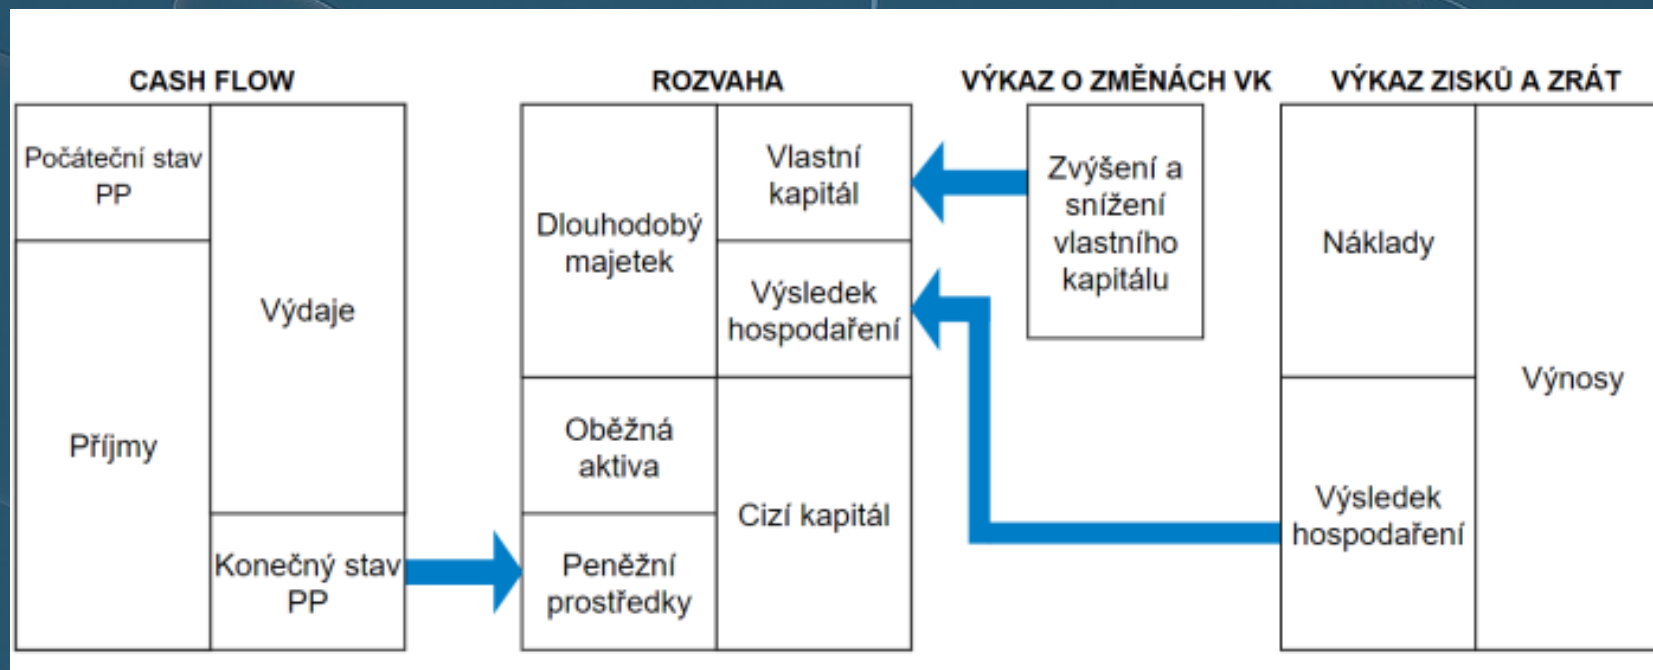 CASH FLOW
Počáteční stav
PP
Příjmy
Výdaje
Konečný stav
PP
ROZVAHA
Dlouhodobý
majetek
Oběžná
aktiva
Peněžní
prostředky
Vlastní
kapitál
Výsledek
hospodaření
Cizí kapitál
VÝKAZ O ZMĚNÁCH VK
Zvýšení a
snížení
vlastního
kapitálu
VÝKAZ ZISKŮ A ZRÁT
Náklady
Výsledek
hospodaření
Výnosy